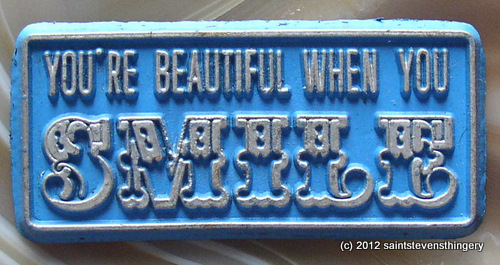 YOU'RE BEAUTIFUL WHEN YOU
SMILE
(c) 2012 saintstevensthingery